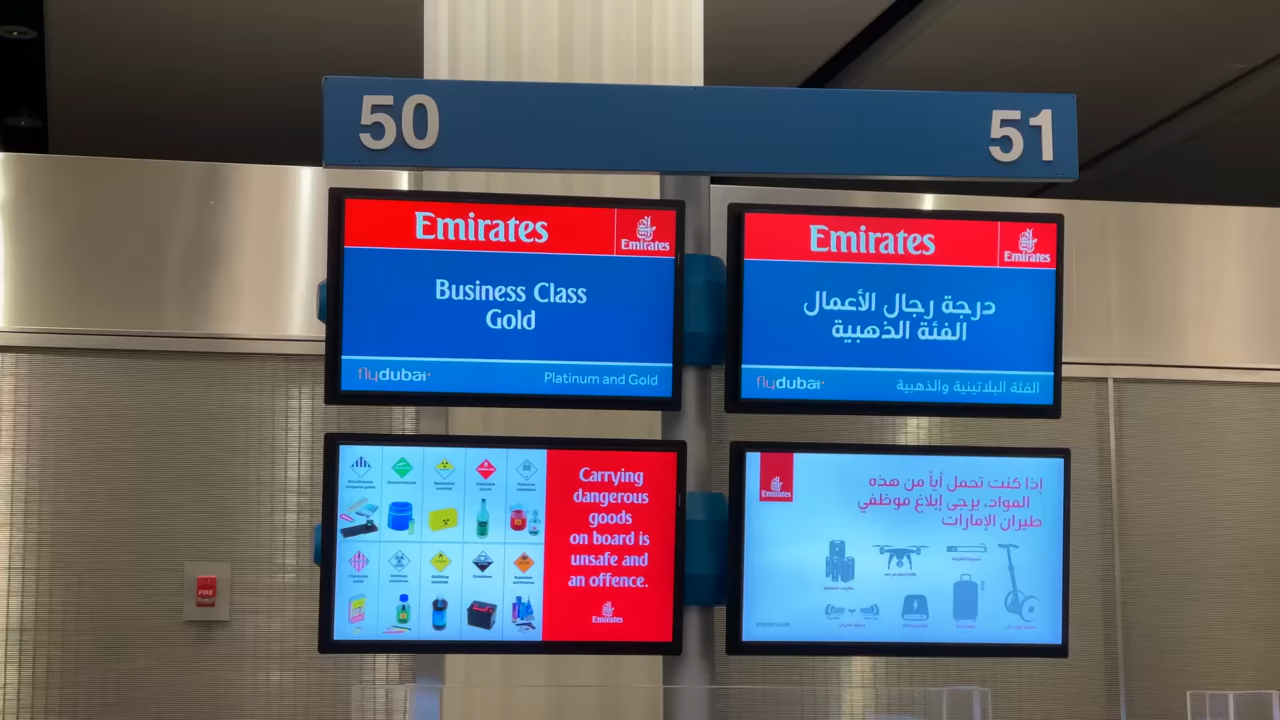 50
51
Emirates
Emirates
Business Class
Gold
flydubai
Platinum and Gold
Emirates
Emirates
درجة رجال الأعمال
الفئة الذهبية
flydubai
الفئة البلاتينية والذهبية
Carrying
dangerous
goods
on board is
unsafe and
an offence.
Emirates
Emirates
إذا كنت تحمل أياً من هذه
المواد، يرجى إبلاغ موظفي
طيران الإمارات
FIRE